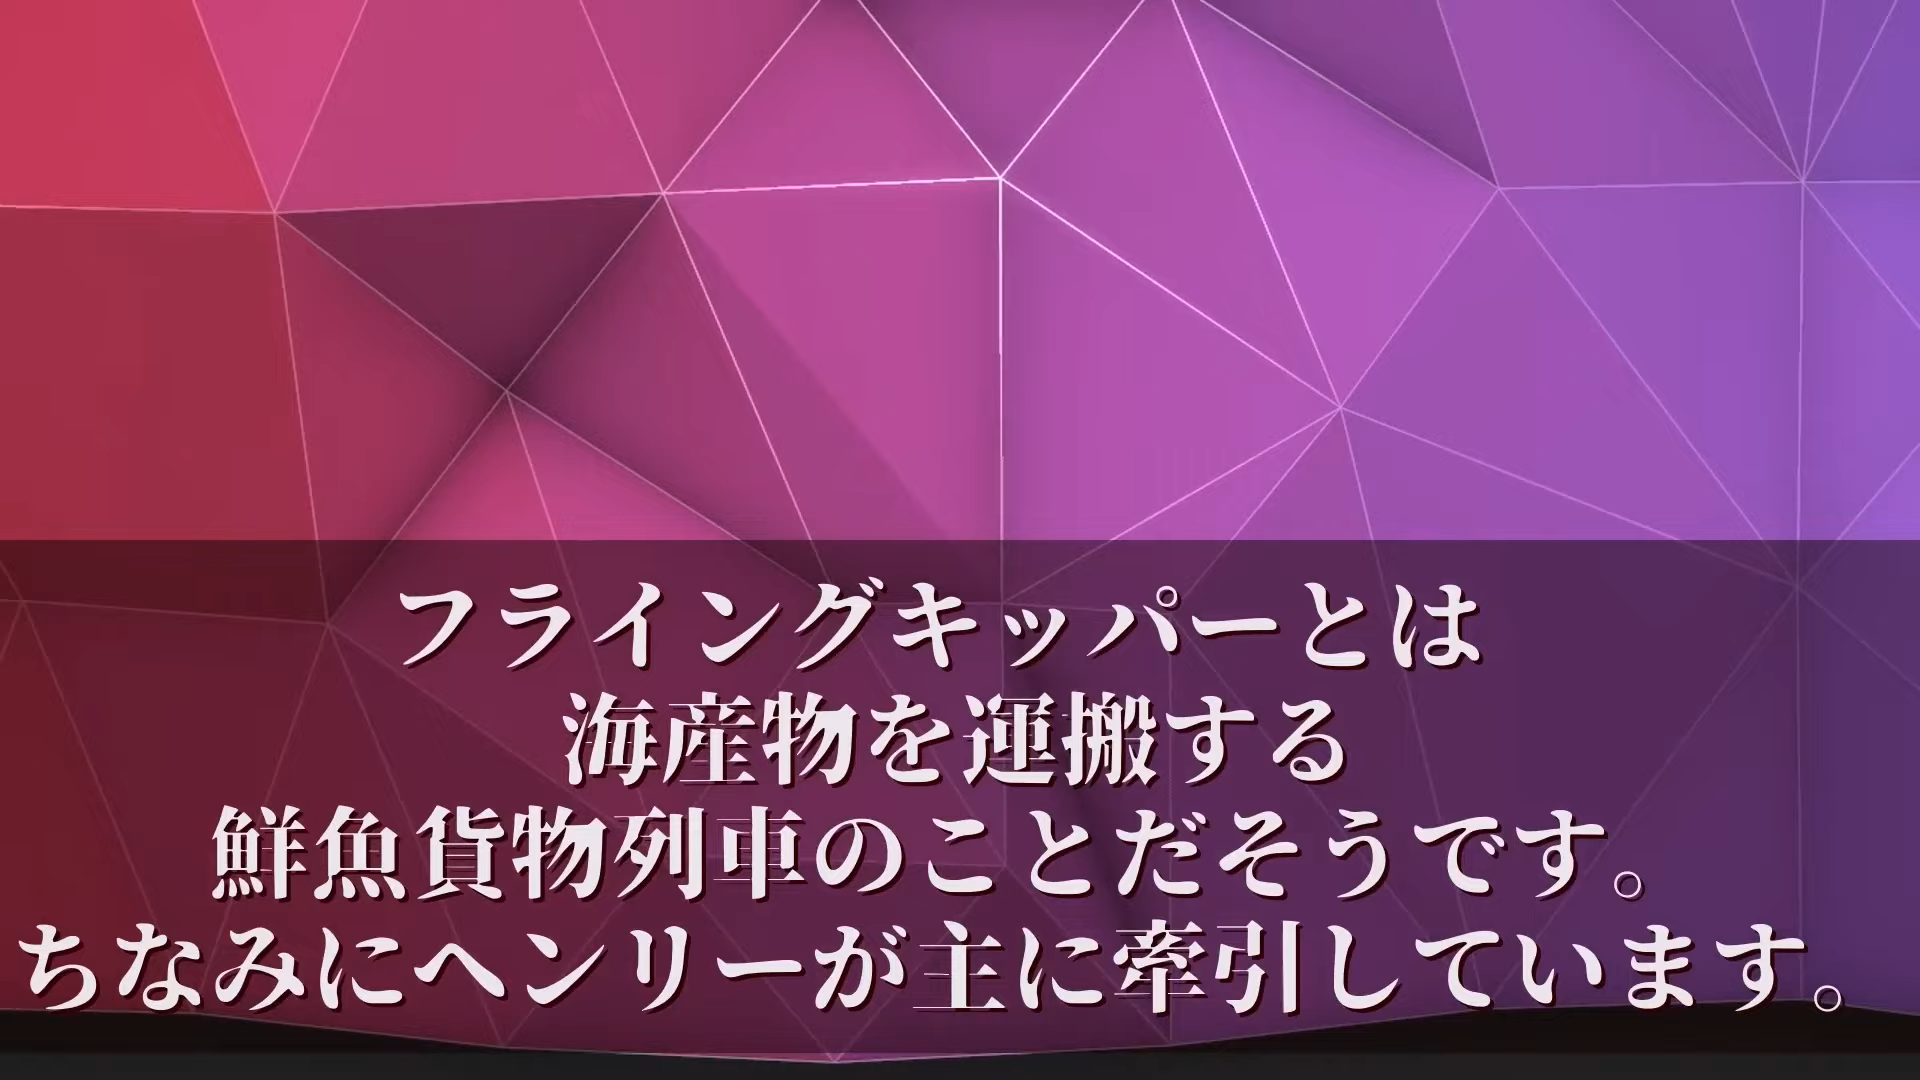 フライングキッパーとは
海産物を運搬する
鮮魚貨物列車のことだそうです。
ちなみにヘンリーが主に牽引しています。